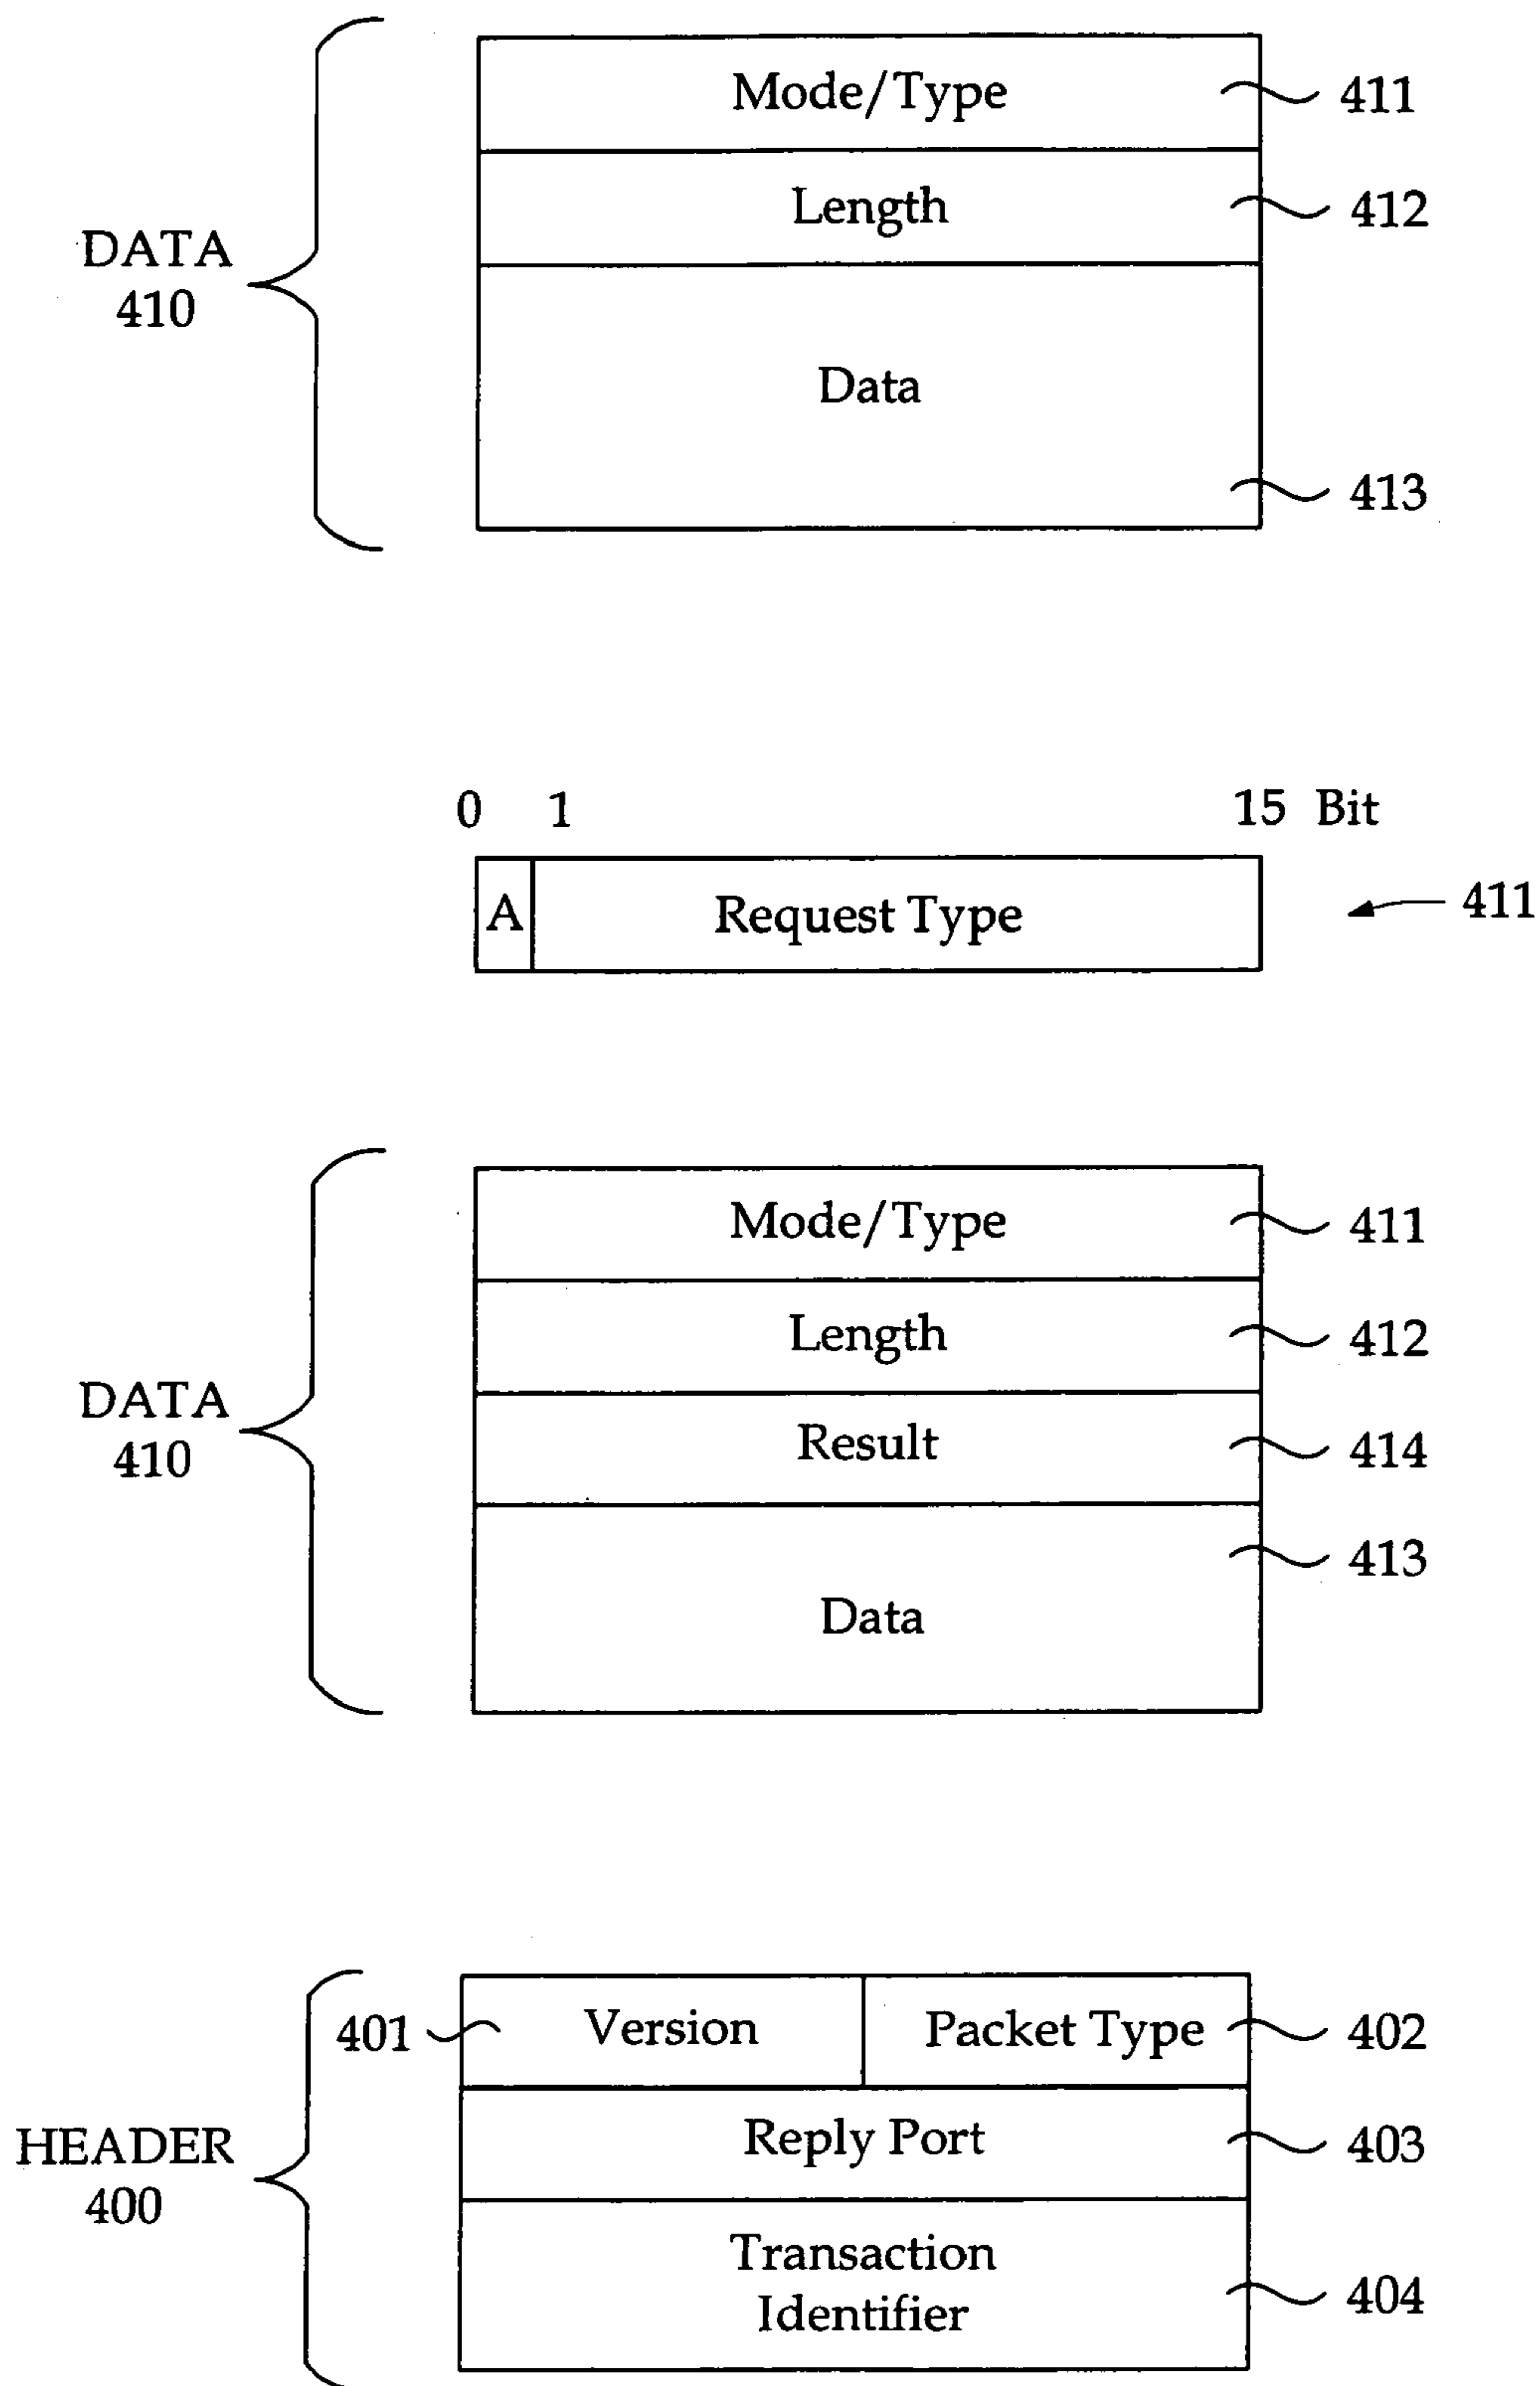 Mode/Type 411
Length 412
DATA
410
Data
413
0 1 15 Bit
A Request Type 411
Mode/Type 411
Length 412
DATA
410
Result 414
413
Data
401 Version Packet Type 402
Reply Port 403
HEADER
400
Transaction
Identifier
404